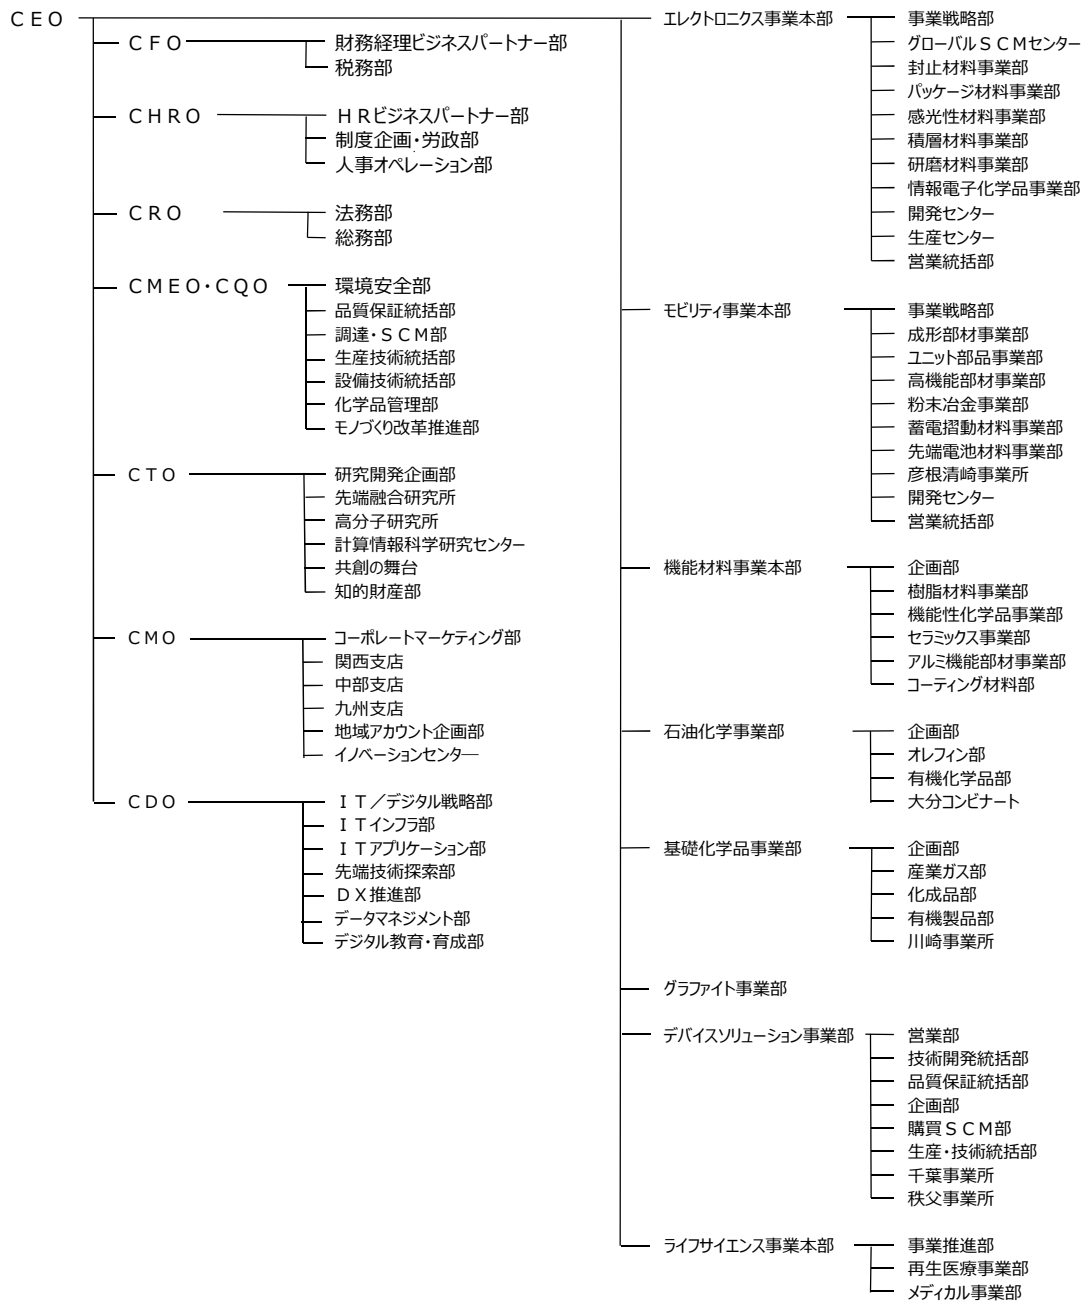 ＣＥＯ
ＣＦＯ
財務経理ビジネスパートナー部
税務部
ＣＨＲＯ
ＨＲビジネスパートナー部
制度企画・労政部
人事オペレーション部
ＣＲＯ
法務部
総務部
ＣＭＥＯ・ＣＱＯ
環境安全部
品質保証統括部
調達・ＳＣＭ部
生産技術統括部
設備技術統括部
化学品管理部
モノづくり改革推進部
ＣＴＯ
研究開発企画部
先端融合研究所
高分子研究所
計算情報科学研究センター
共創の舞台
知的財産部
ＣＭＯ
コーポレートマーケティング部
関西支店
中部支店
九州支店
地域アカウント企画部
イノベーションセンター
ＣＤＯ
ＩＴ／デジタル戦略部
ＩＴインフラ部
ＩＴアプリケーション部
先端技術探索部
ＤＸ推進部
データマネジメント部
デジタル教育・育成部
エレクトロニクス事業本部
事業戦略部
グローバルＳＣＭセンター
封止材料事業部
パッケージ材料事業部
感光性材料事業部
積層材料事業部
研磨材料事業部
情報電子化学品事業部
開発センター
生産センター
営業統括部
モビリティ事業本部
事業戦略部
成形部材事業部
ユニット部品事業部
高機能部材事業部
粉末冶金事業部
蓄電摺動材料事業部
先端電池材料事業部
彦根清崎事業所
開発センター
営業統括部
機能材料事業本部
企画部
樹脂材料事業部
機能性化学品事業部
セラミックス事業部
アルミ機能部材事業部
コーティング材料部
石油化学事業部
企画部
オレフィン部
有機化学品部
大分コンビナート
基礎化学品事業部
企画部
産業ガス部
化成品部
有機製品部
川崎事業所
グラファイト事業部
デバイスソリューション事業部
営業部
技術開発統括部
品質保証統括部
企画部
購買ＳＣＭ部
生産・技術統括部
千葉事業所
秩父事業所
ライフサイエンス事業本部
事業推進部
再生医療事業部
メディカル事業部